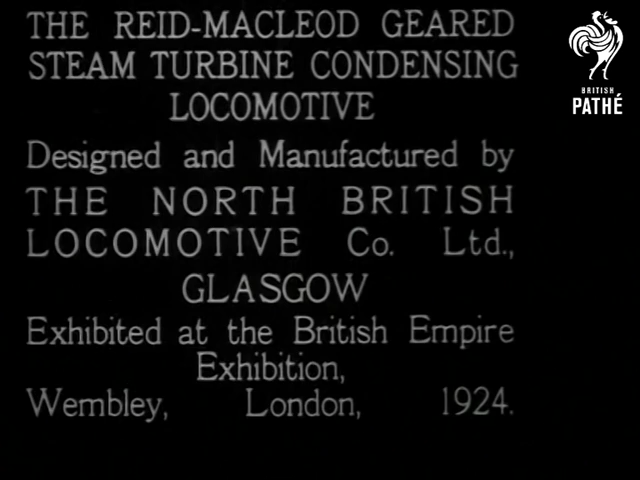 THE REID-MACLEOD GEARED
STEAM TURBINE CONDENSING
LOCOMOTIVE
Designed and Manufactured by
THE NORTH BRITISH
LOCOMOTIVE Co. Ltd.,
GLASGOW
Exhibited at the British Empire
Exhibition,
Wembley, London, 1924.
BRITISH
PATHÉ